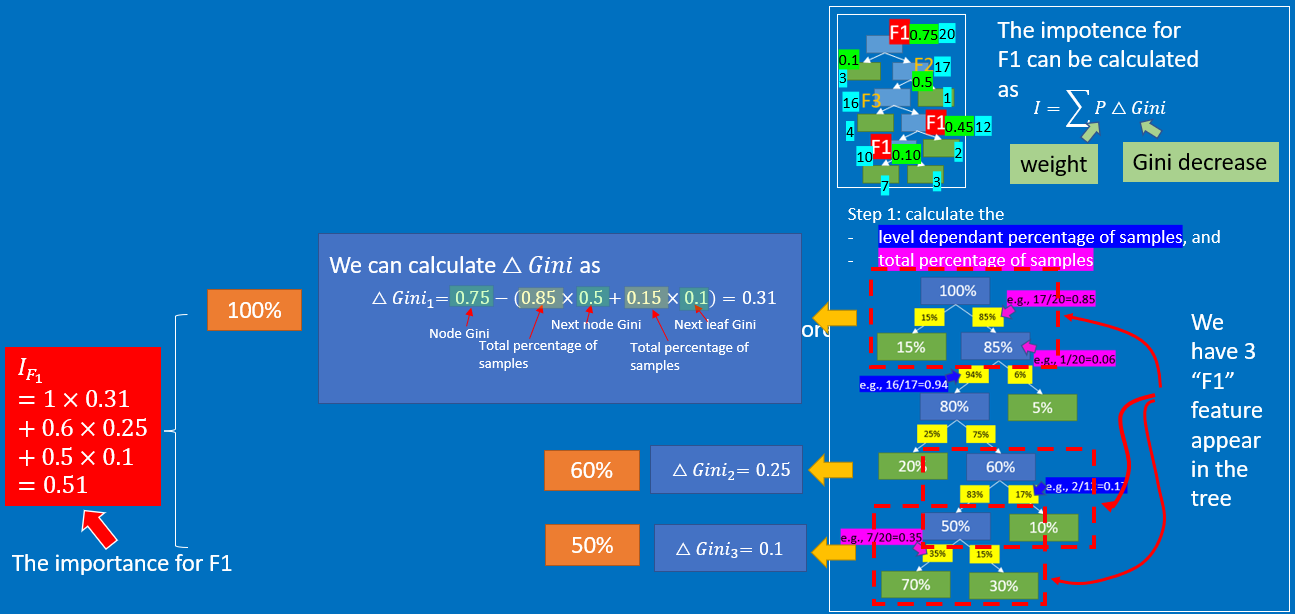 F1 0.75 20
0.1
3
F2 17
0.5
16 F3
1
4
F1 0.45 12
F1
10 0.10
2
7
3
The impotence for
F1 can be calculated
as
I = ∑ P △ Gini
weight
Gini decrease
Step 1: calculate the
- level dependant percentage of samples, and
- total percentage of samples
We can calculate △ Gini as
△ Gini₁= 0.75 − (0.85 × 0.5 + 0.15 × 0.1) = 0.31
Node Gini
Next node Gini
Next leaf Gini
Total percentage of
samples
Total percentage of
samples
100%
I_F₁
= 1 × 0.31
+ 0.6 × 0.25
+ 0.5 × 0.1
= 0.51
The importance for F1
60%
△ Gini₂= 0.25
50%
△ Gini₃= 0.1
100%
e.g., 17/20=0.85
15%
85%
15%
85%
e.g., 1/20=0.06
e.g., 16/17=0.94
94%
6%
80%
5%
25%
75%
20%
60%
e.g., 2/12=0.17
83%
17%
50%
10%
e.g., 7/20=0.35
35%
15%
70%
30%
We
have 3
“F1”
feature
appear
in the
tree